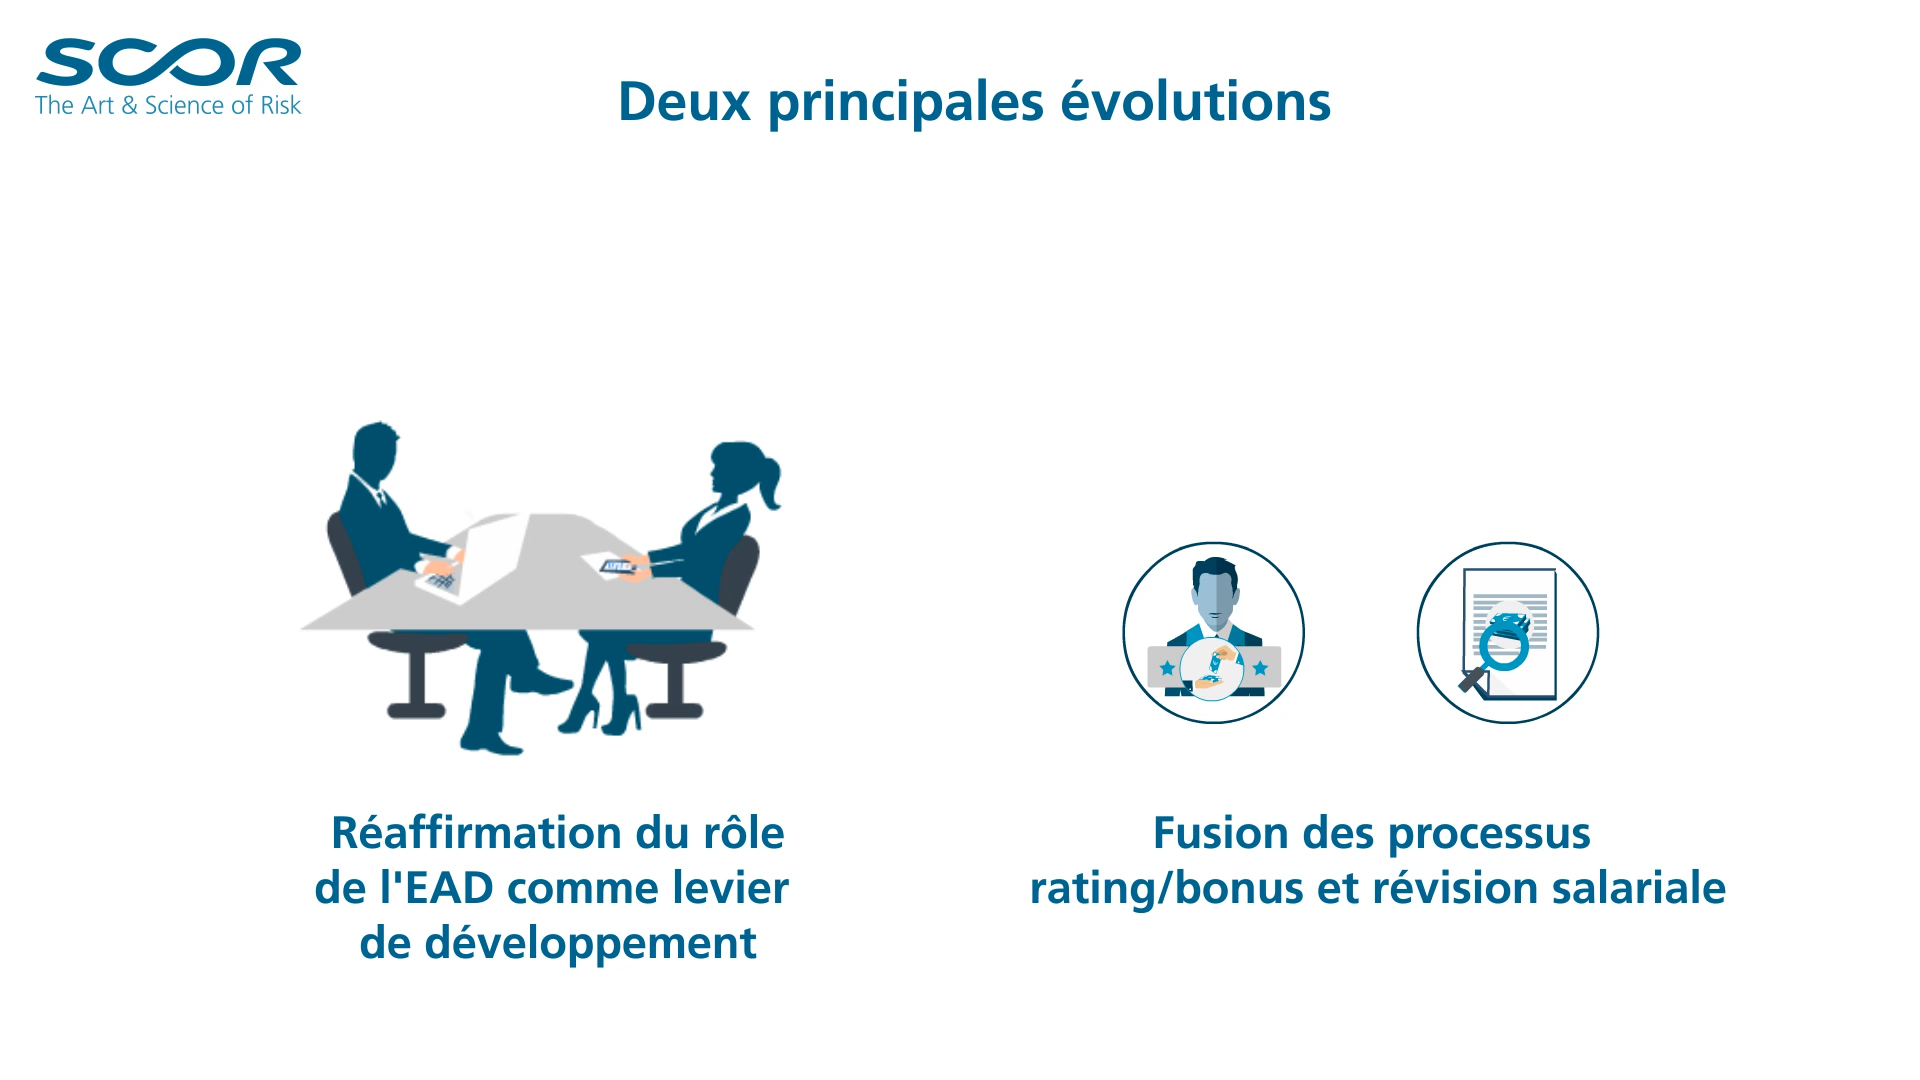 SCOR
The Art & Science of Risk
Deux principales évolutions
Réaffirmation du rôle
de l'EAD comme levier
de développement
Fusion des processus
rating/bonus et révision salariale